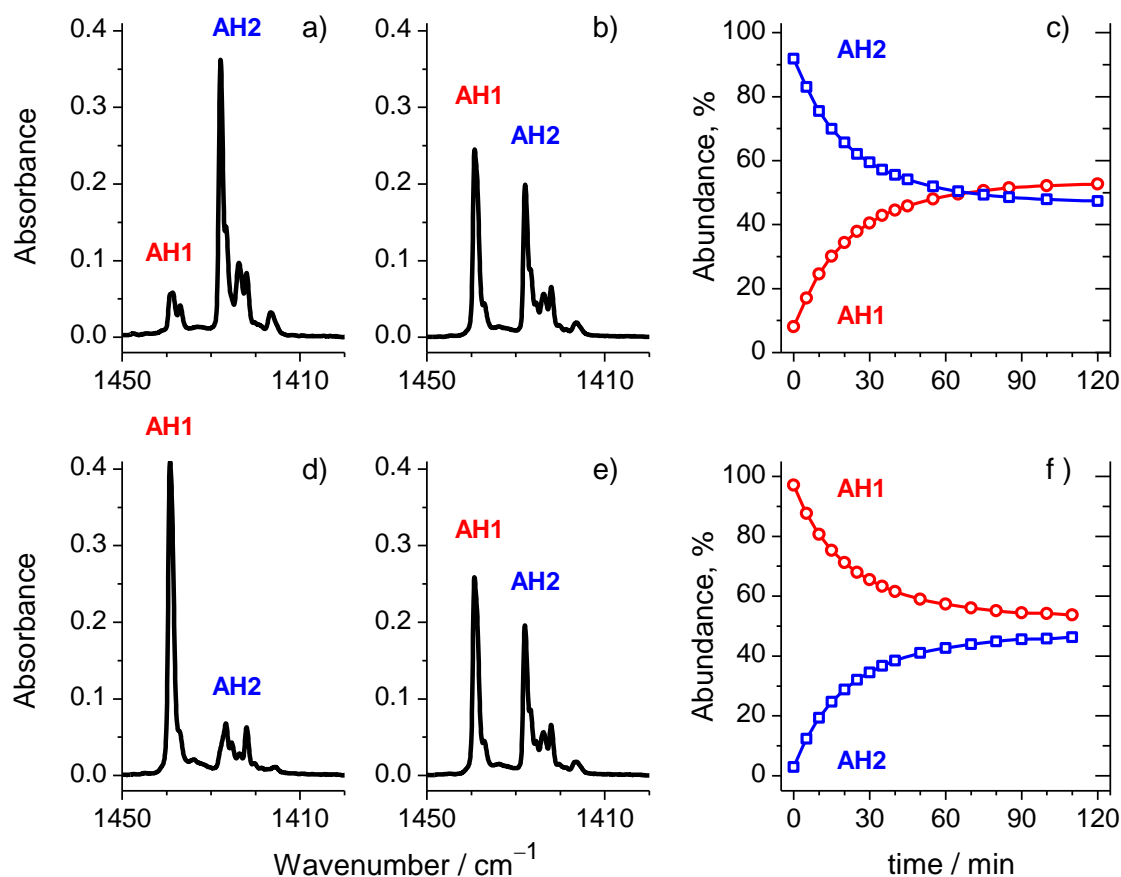 a)
AH2
AH1
0.4
0.3
0.2
0.1
0.0
1450
1410
Absorbance
b)
AH1
AH2
0.4
0.3
0.2
0.1
0.0
1450
1410
c)
AH2
AH1
100
80
60
40
20
0
0
30
60
90
120
Abundance, %
d)
AH1
AH2
0.4
0.3
0.2
0.1
0.0
1450
1410
Absorbance
e)
AH1
AH2
0.4
0.3
0.2
0.1
0.0
1450
1410
Wavenumber / cm⁻¹
f )
AH1
AH2
100
80
60
40
20
0
0
30
60
90
120
Abundance, %
time / min